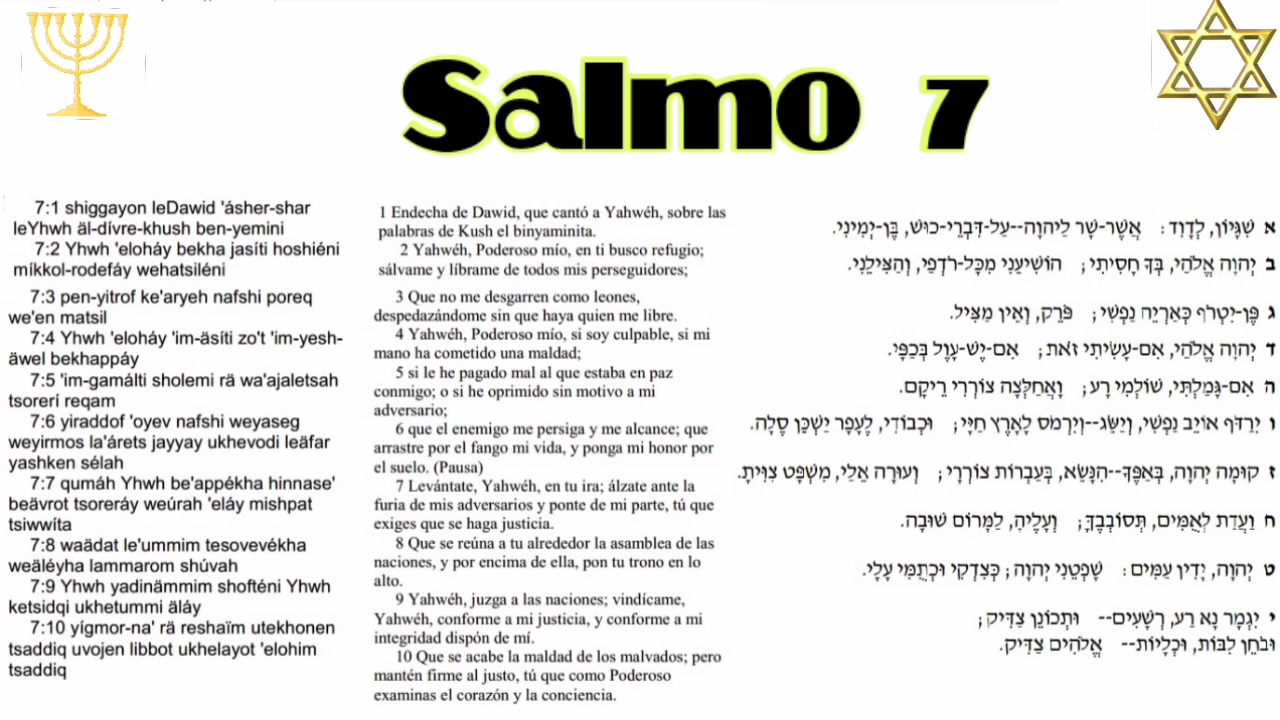 Salmo 7
7:1 shiggayon leDawid 'ásher-shar
leYhwh äl-dívre-khush ben-yemini
7:2 Yhwh 'eloháy bekha jasíti hoshiéni
míkkol-rodefáy wehatsiléni
7:3 pen-yitrof ke'aryeh nafshi poreq
we'en matsil
7:4 Yhwh 'eloháy 'im-äsíti zo't 'im-yesh-
äwel bekhappáy
7:5 'im-gamálti sholemi rä wa'ajaletsah
tsorerí reqam
7:6 yiraddof 'oyev nafshi weyaseg
weyirmos la'árets jayyay ukhevodi leäfar
yashken sélah
7:7 qumáh Yhwh be'appékha hinnase'
beävrot tsoreráy weúrah 'eláy mishpat
tsiwwíta
7:8 waädat le'ummim tesovevékha
weäléyha lammarom shúvah
7:9 Yhwh yadinämmim shofténi Yhwh
ketsidqi ukhetummi äláy
7:10 yígmor-na' rä reshaïm utekhonen
tsaddiq uvojen libbot ukhelayot 'elohim
tsaddiq
1 Endecha de Dawid, que cantó a Yahwéh, sobre las
palabras de Kush el binyaminita.
2 Yahwéh, Poderoso mío, en ti busco refugio;
sálvame y líbrame de todos mis perseguidores;
3 Que no me desgarren como leones,
despedazándome sin que haya quien me libre.
4 Yahwéh, Poderoso mío, si soy culpable, si mi
mano ha cometido una maldad;
5 si le he pagado mal al que estaba en paz
conmigo; o si he oprimido sin motivo a mi
adversario;
6 que el enemigo me persiga y me alcance; que
arrastre por el fango mi vida, y ponga mi honor por
el suelo. (Pausa)
7 Levántate, Yahwéh, en tu ira; álzate ante la
furia de mis adversarios y ponte de mi parte, tú que
exiges que se haga justicia.
8 Que se reúna a tu alrededor la asamblea de las
naciones, y por encima de ella, pon tu trono en lo
alto.
9 Yahwéh, juzga a las naciones; vindícame,
Yahwéh, conforme a mi justicia, y conforme a mi
integridad dispón de mí.
10 Que se acabe la maldad de los malvados; pero
mantén firme al justo, tú que como Poderoso
examinas el corazón y la conciencia.
א שִׁגָּיוֹן, לְדָוִד: אֲשֶׁר-שָׁר לַיהוָה--עַל-דִּבְרֵי-כוּשׁ, בֶּן-יְמִינִי.
ב יְהוָה אֱלֹהַי, בְּךָ חָסִיתִי; הוֹשִׁיעֵנִי מִכָּל-רֹדְפַי, וְהַצִּילֵנִי.
ג פֶּן-יִטְרֹף כְּאַרְיֵה נַפְשִׁי; פֹּרֵק, וְאֵין מַצִּיל.
ד יְהוָה אֱלֹהַי, אִם-עָשִׂיתִי זֹאת; אִם-יֶשׁ-עָוֶל בְּכַפָּי.
ה אִם-גָּמַלְתִּי, שׁוֹלְמִי רָע; וָאֲחַלְּצָה צוֹרְרִי רֵיקָם.
ו יִרַדֹּף אוֹיֵב נַפְשִׁי, וְיַשֵּׂג--וְיִרְמֹס לָאָרֶץ חַיָּי; וּכְבוֹדִי, לֶעָפָר יַשְׁכֵּן סֶלָה.
ז קוּמָה יְהוָה, בְּאַפֶּךָ--הִנָּשֵׂא, בְּעַבְרוֹת צוֹרְרָי; וְעוּרָה אֵלַי, מִשְׁפָּט צִוִּיתָ.
ח וַעֲדַת לְאֻמִּים, תְּסוֹבְבֶךָּ; וְעָלֶיהָ, לַמָּרוֹם שׁוּבָה.
ט יְהוָה, יָדִין עַמִּים: שָׁפְטֵנִי יְהוָה; כְּצִדְקִי וּכְתֻמִּי עָלָי.
י יִגְמָר נָא רַע, רְשָׁעִים-- וּתְכוֹנֵן צַדִּיק;
וּבֹחֵן לִבּוֹת, וּכְלָיוֹת-- אֱלֹהִים צַדִּיק.